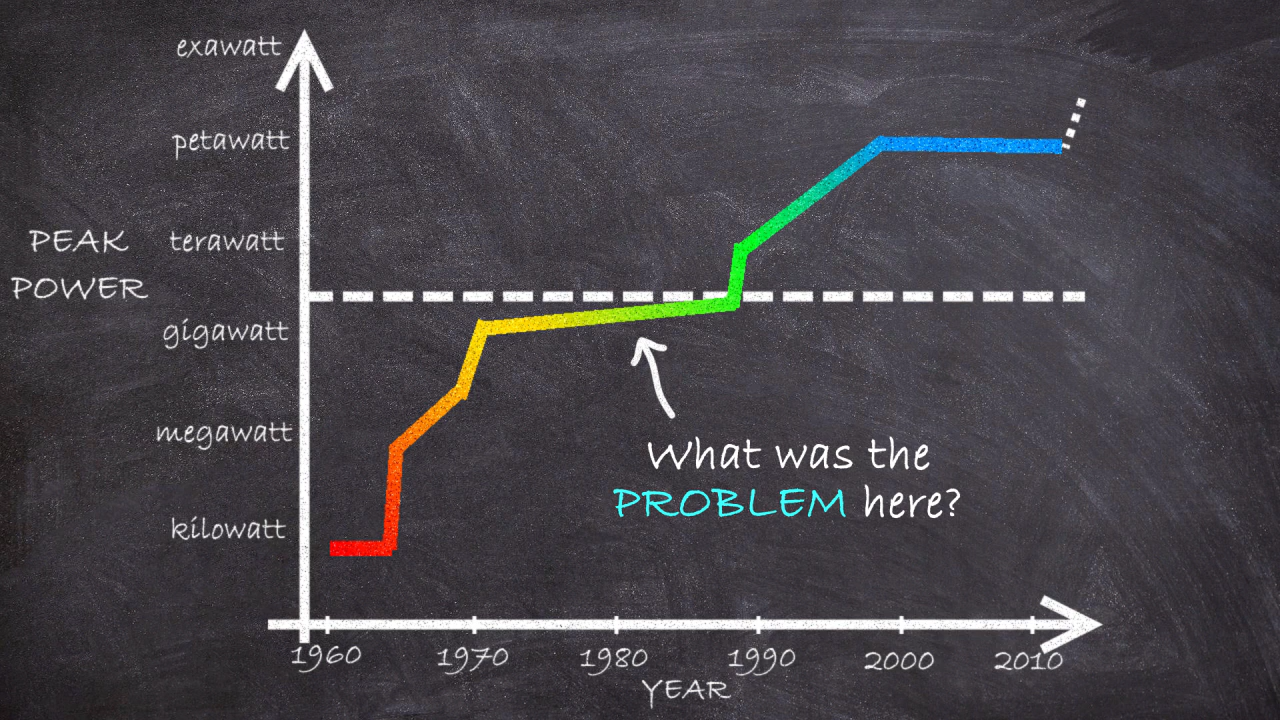 exawatt
petawatt
PEAK
POWER
terawatt
gigawatt
megawatt
kilowatt
What was the
PROBLEM here?
1960 1970 1980 1990 2000 2010
YEAR